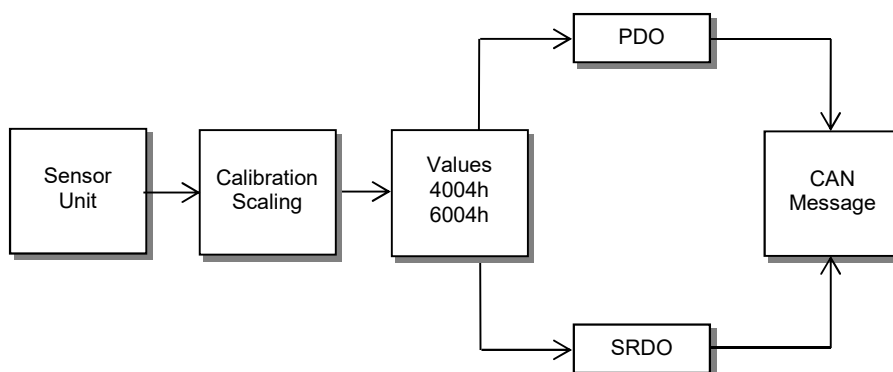 PDO
Sensor
Unit
Calibration
Scaling
Values
4004h
6004h
CAN
Message
SRDO